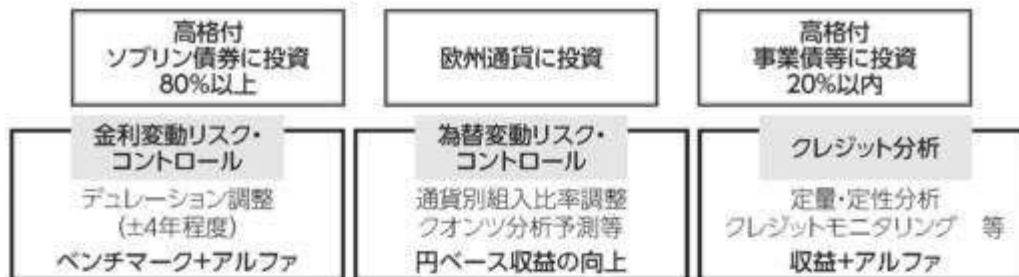 高格付
ソブリン債券に投資
80%以上
欧州通貨に投資
高格付
事業債等に投資
20%以内
金利変動リスク・
コントロール
デュレーション調整
(±4年程度)
ベンチマーク+アルファ
為替変動リスク・
コントロール
通貨別組入比率調整
クオンツ分析予測等
円ベース収益の向上
クレジット分析
定量・定性分析
クレジットモニタリング 等
収益+アルファ